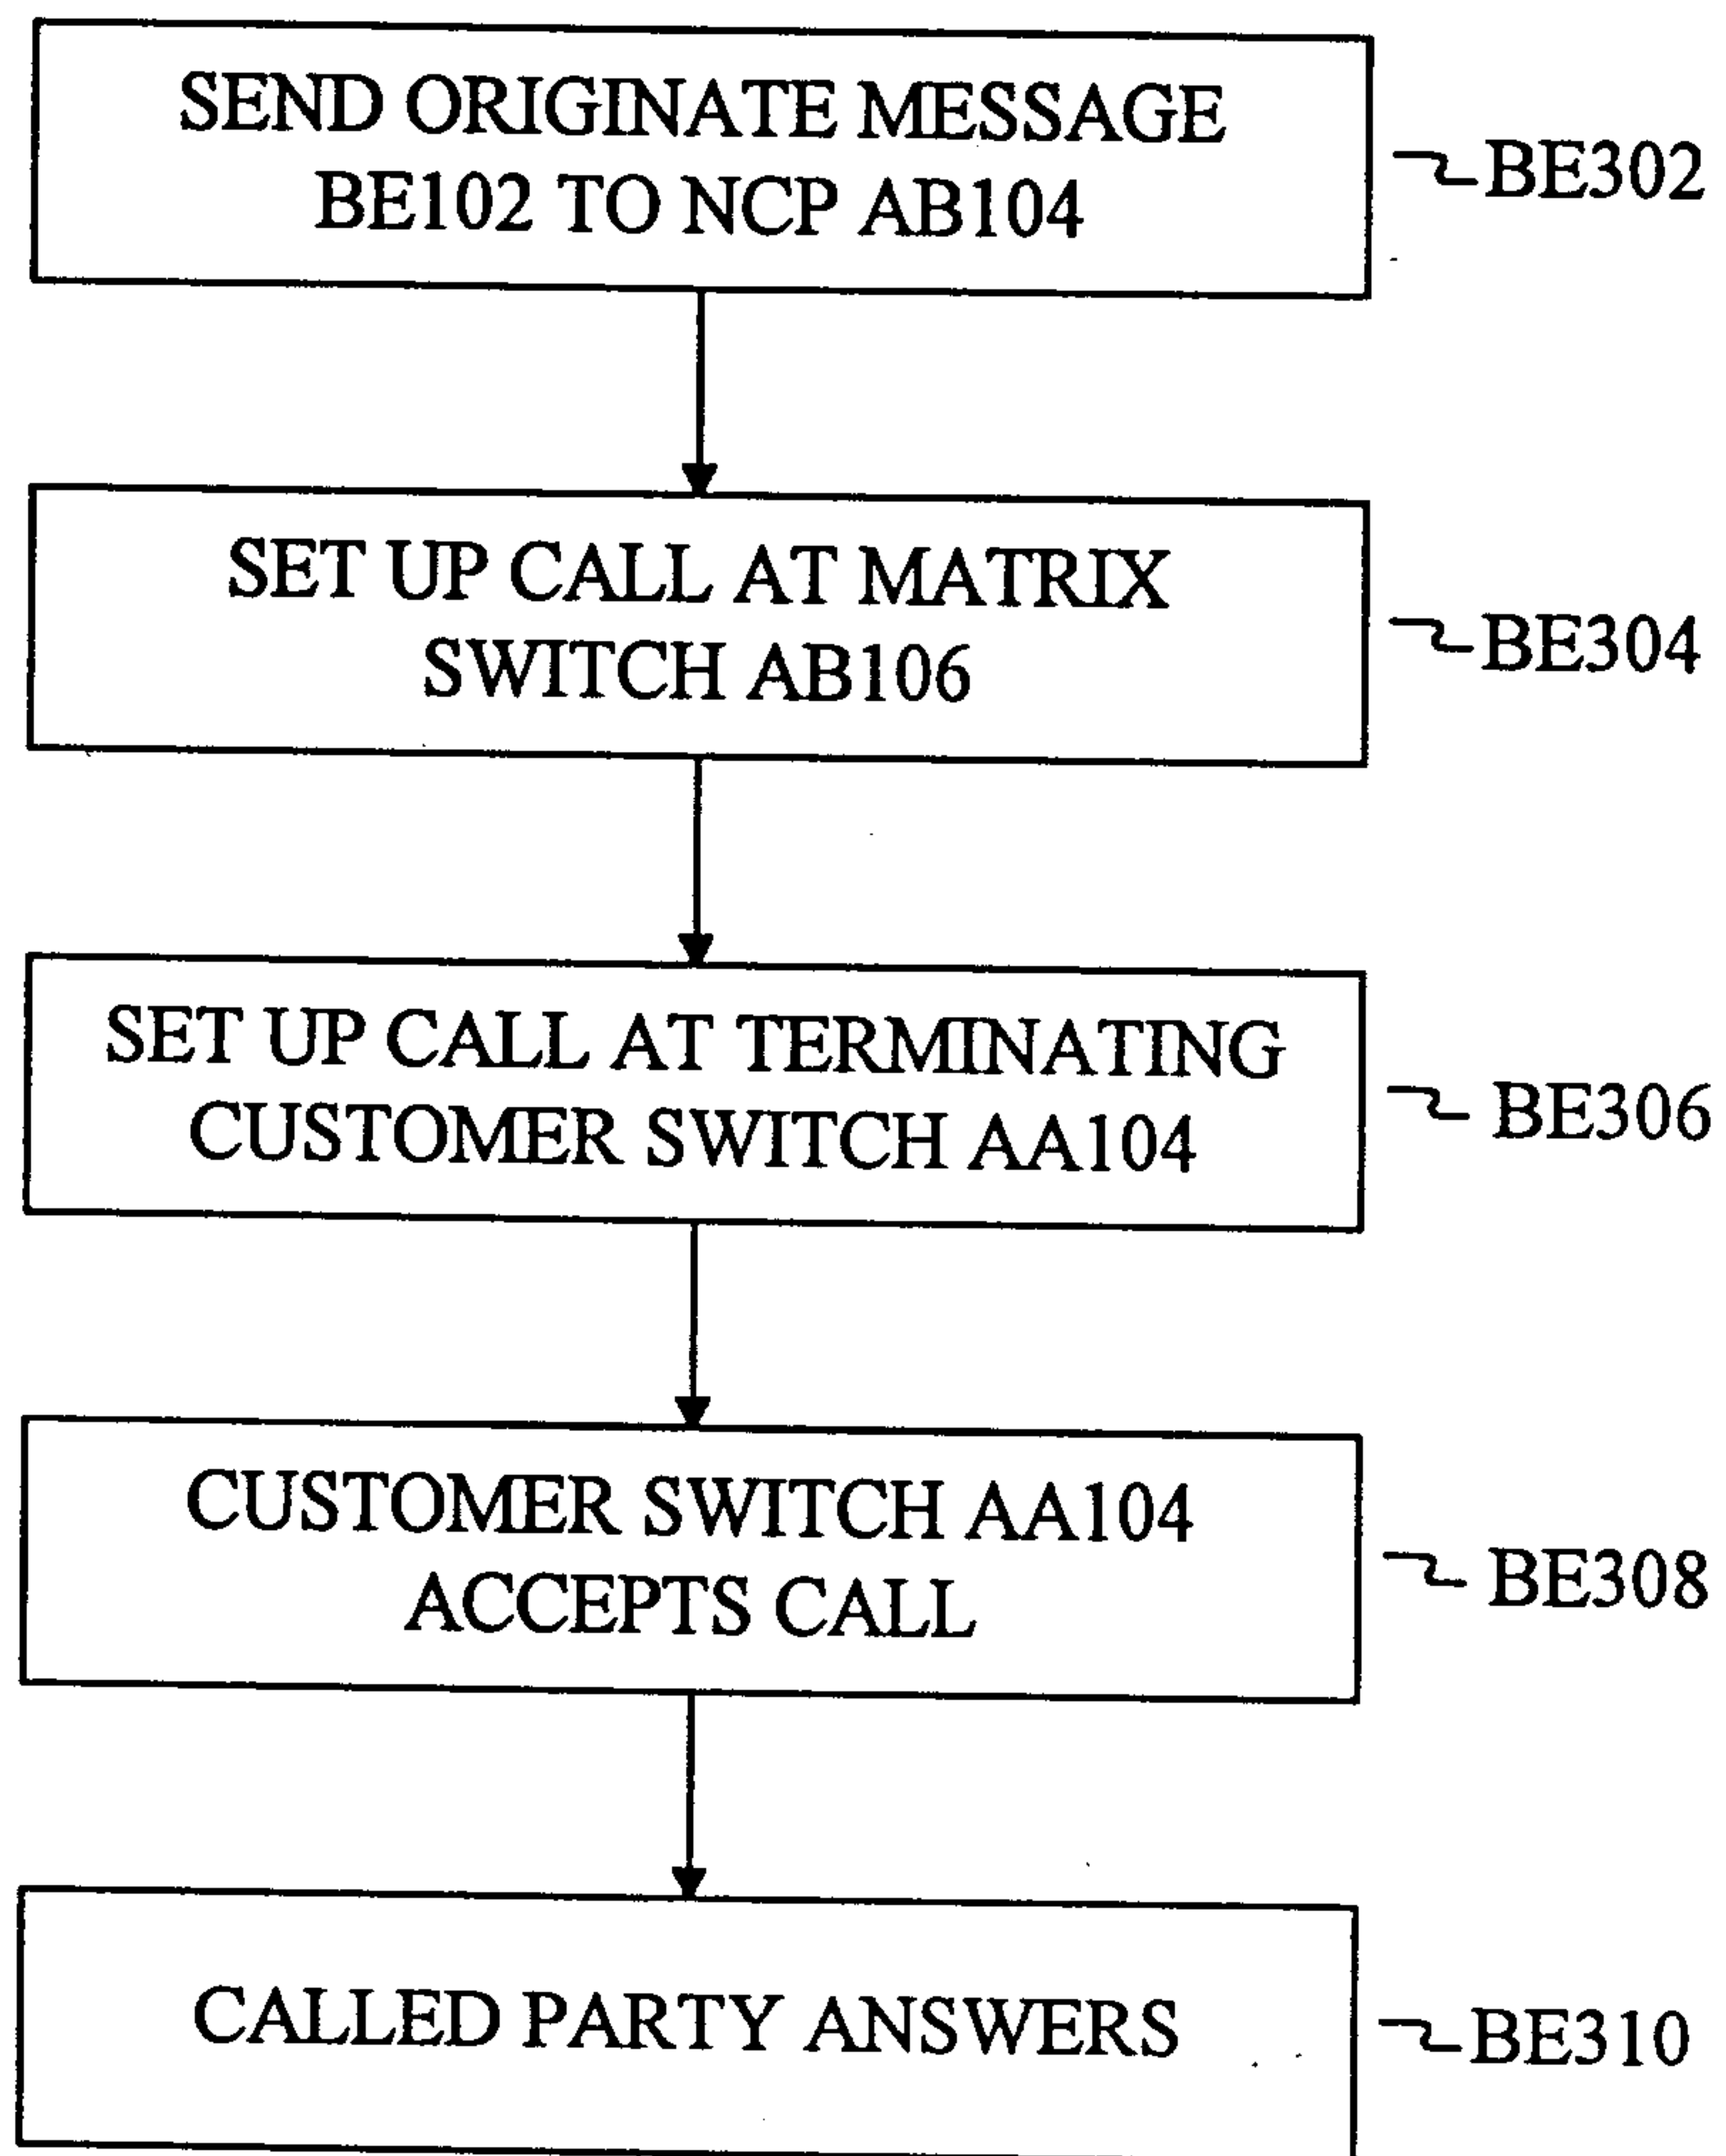 SEND ORIGINATE MESSAGE
BE102 TO NCP AB104
BE302
SET UP CALL AT MATRIX
SWITCH AB106
BE304
SET UP CALL AT TERMINATING
CUSTOMER SWITCH AA104
BE306
CUSTOMER SWITCH AA104
ACCEPTS CALL
BE308
CALLED PARTY ANSWERS
BE310